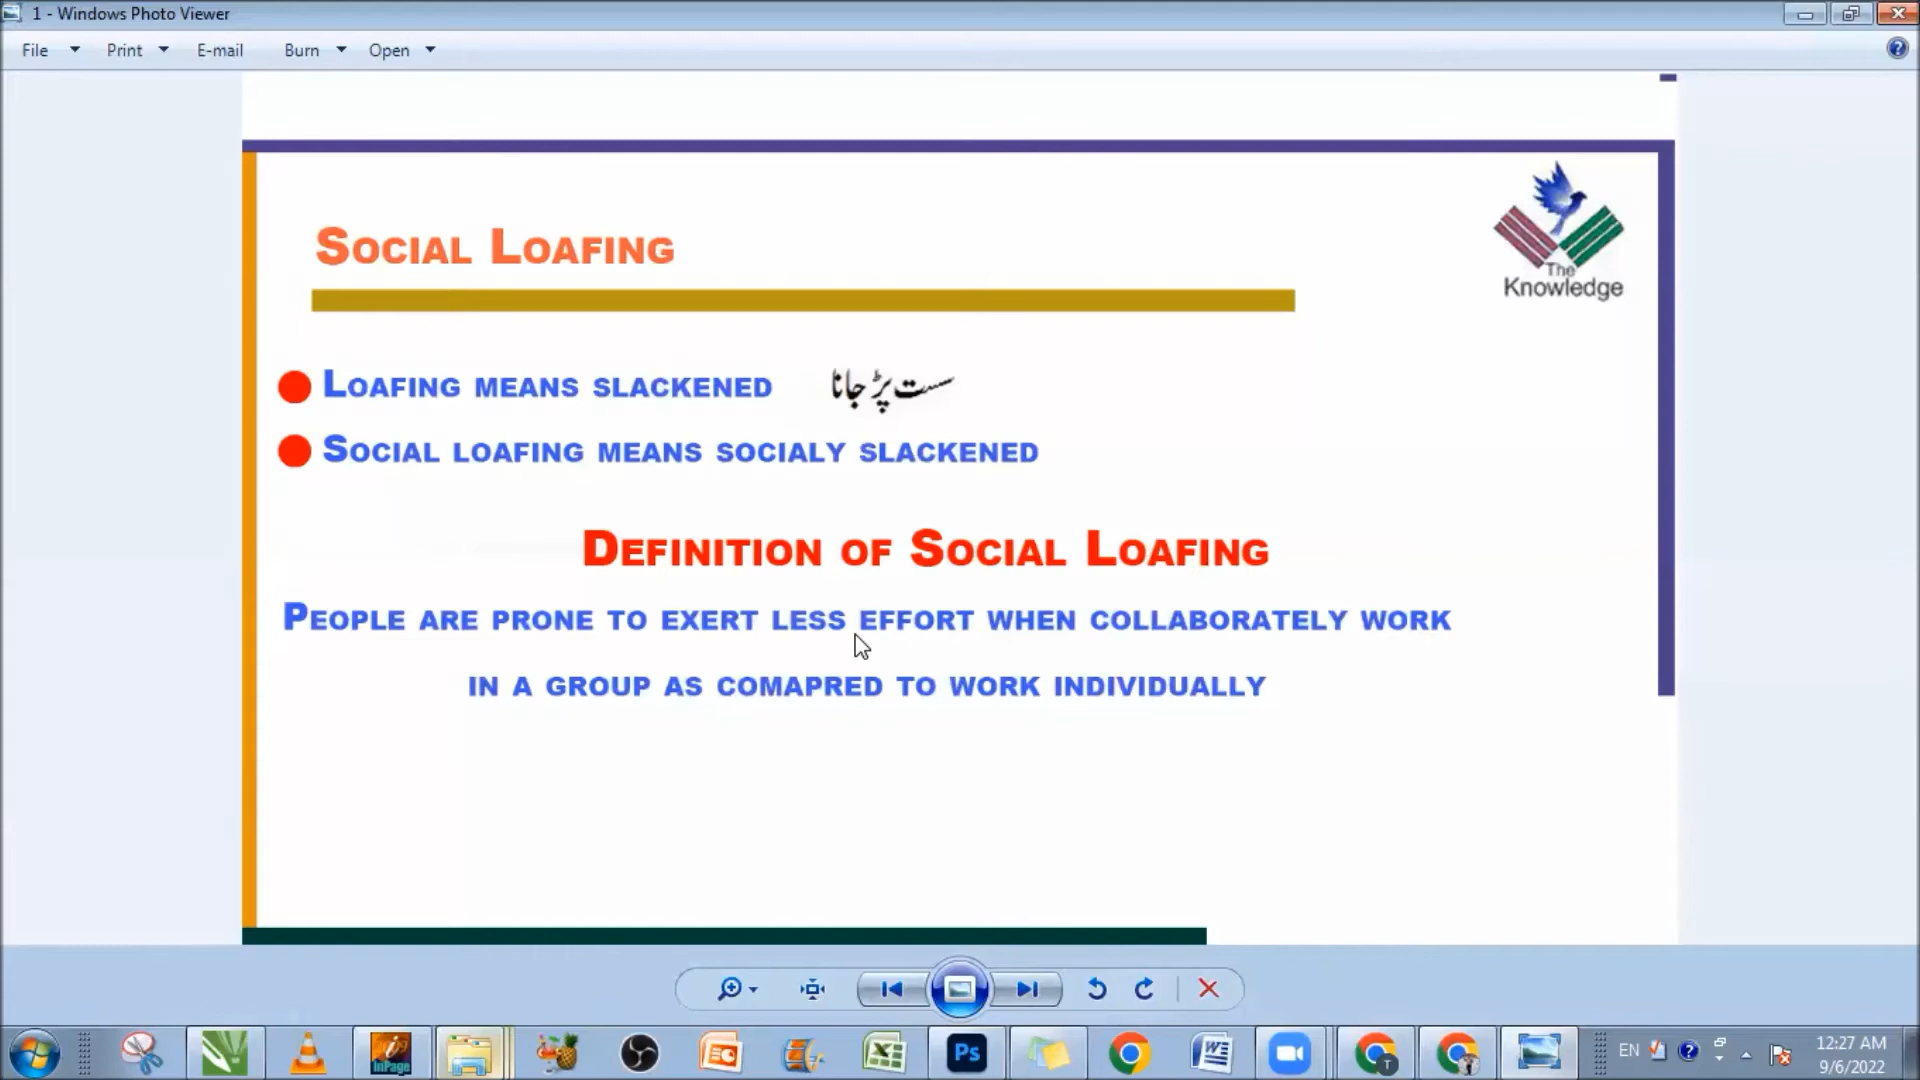 1 - Windows Photo Viewer
File Print E-mail Burn Open
The
Knowledge
SOCIAL LOAFING
LOAFING MEANS SLACKENED سست پڑ جانا
SOCIAL LOAFING MEANS SOCIALY SLACKENED
DEFINITION OF SOCIAL LOAFING
PEOPLE ARE PRONE TO EXERT LESS EFFORT WHEN COLLABORATELY WORK
IN A GROUP AS COMAPRED TO WORK INDIVIDUALLY
InPage
Ps
T
EN
12:27 AM
9/6/2022